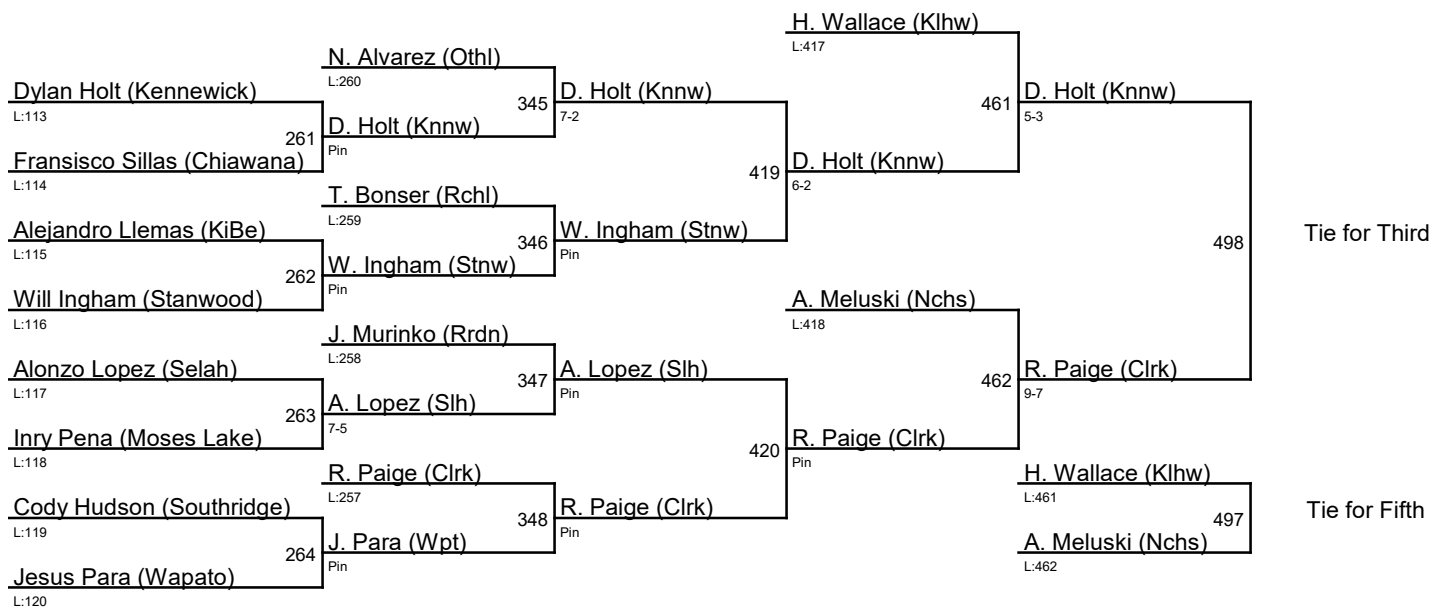 H. Wallace (Klhw)
L:417
N. Alvarez (Othl)
L:260
Dylan Holt (Kennewick)
L:113
345
D. Holt (Knnw)
7-2
461
D. Holt (Knnw)
5-3
261
D. Holt (Knnw)
Pin
Fransisco Sillas (Chiawana)
L:114
419
D. Holt (Knnw)
6-2
T. Bonser (Rchl)
L:259
Alejandro Llemas (KiBe)
L:115
346
W. Ingham (Stnw)
Pin
498
Tie for Third
262
W. Ingham (Stnw)
Pin
Will Ingham (Stanwood)
L:116
A. Meluski (Nchs)
L:418
J. Murinko (Rrdn)
L:258
Alonzo Lopez (Selah)
L:117
347
A. Lopez (Slh)
Pin
462
R. Paige (Clrk)
9-7
263
A. Lopez (Slh)
7-5
Inry Pena (Moses Lake)
L:118
420
R. Paige (Clrk)
Pin
R. Paige (Clrk)
L:257
H. Wallace (Klhw)
L:461
Cody Hudson (Southridge)
L:119
348
R. Paige (Clrk)
Pin
497
Tie for Fifth
264
J. Para (Wpt)
Pin
A. Meluski (Nchs)
L:462
Jesus Para (Wapato)
L:120